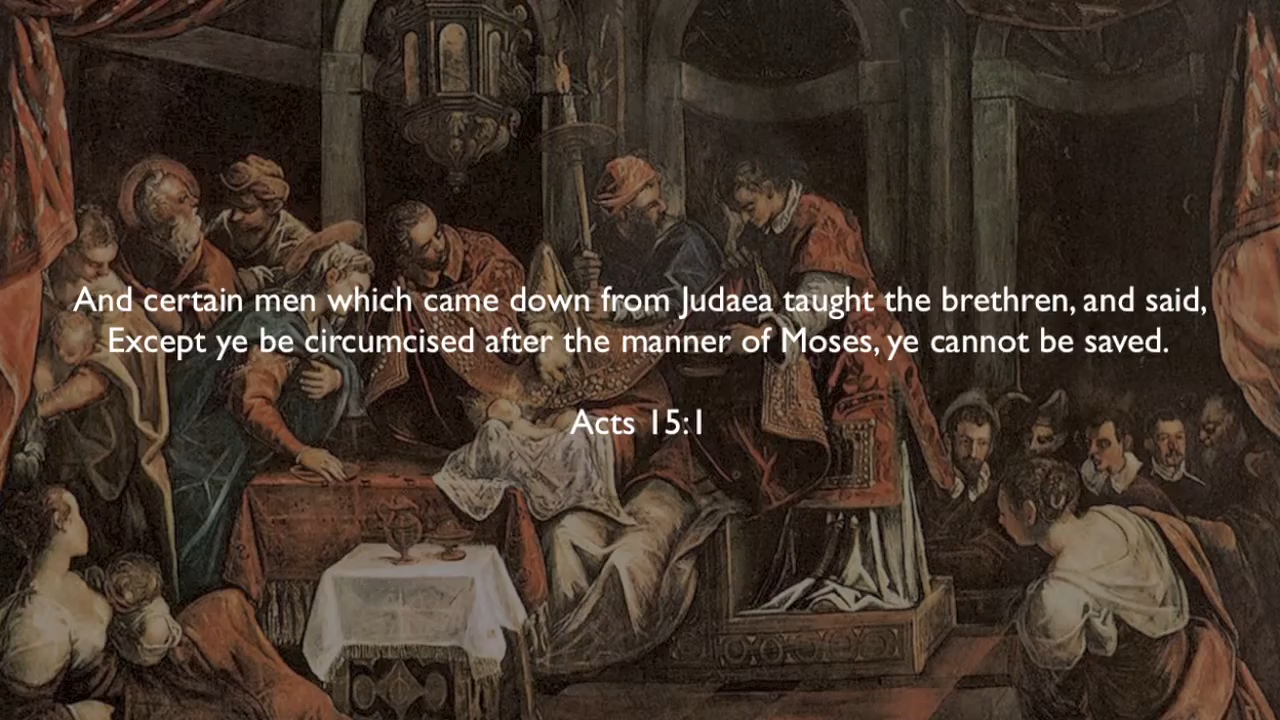 And certain men which came down from Judaea taught the brethren, and said,
Except ye be circumcised after the manner of Moses, ye cannot be saved.
Acts 15:1